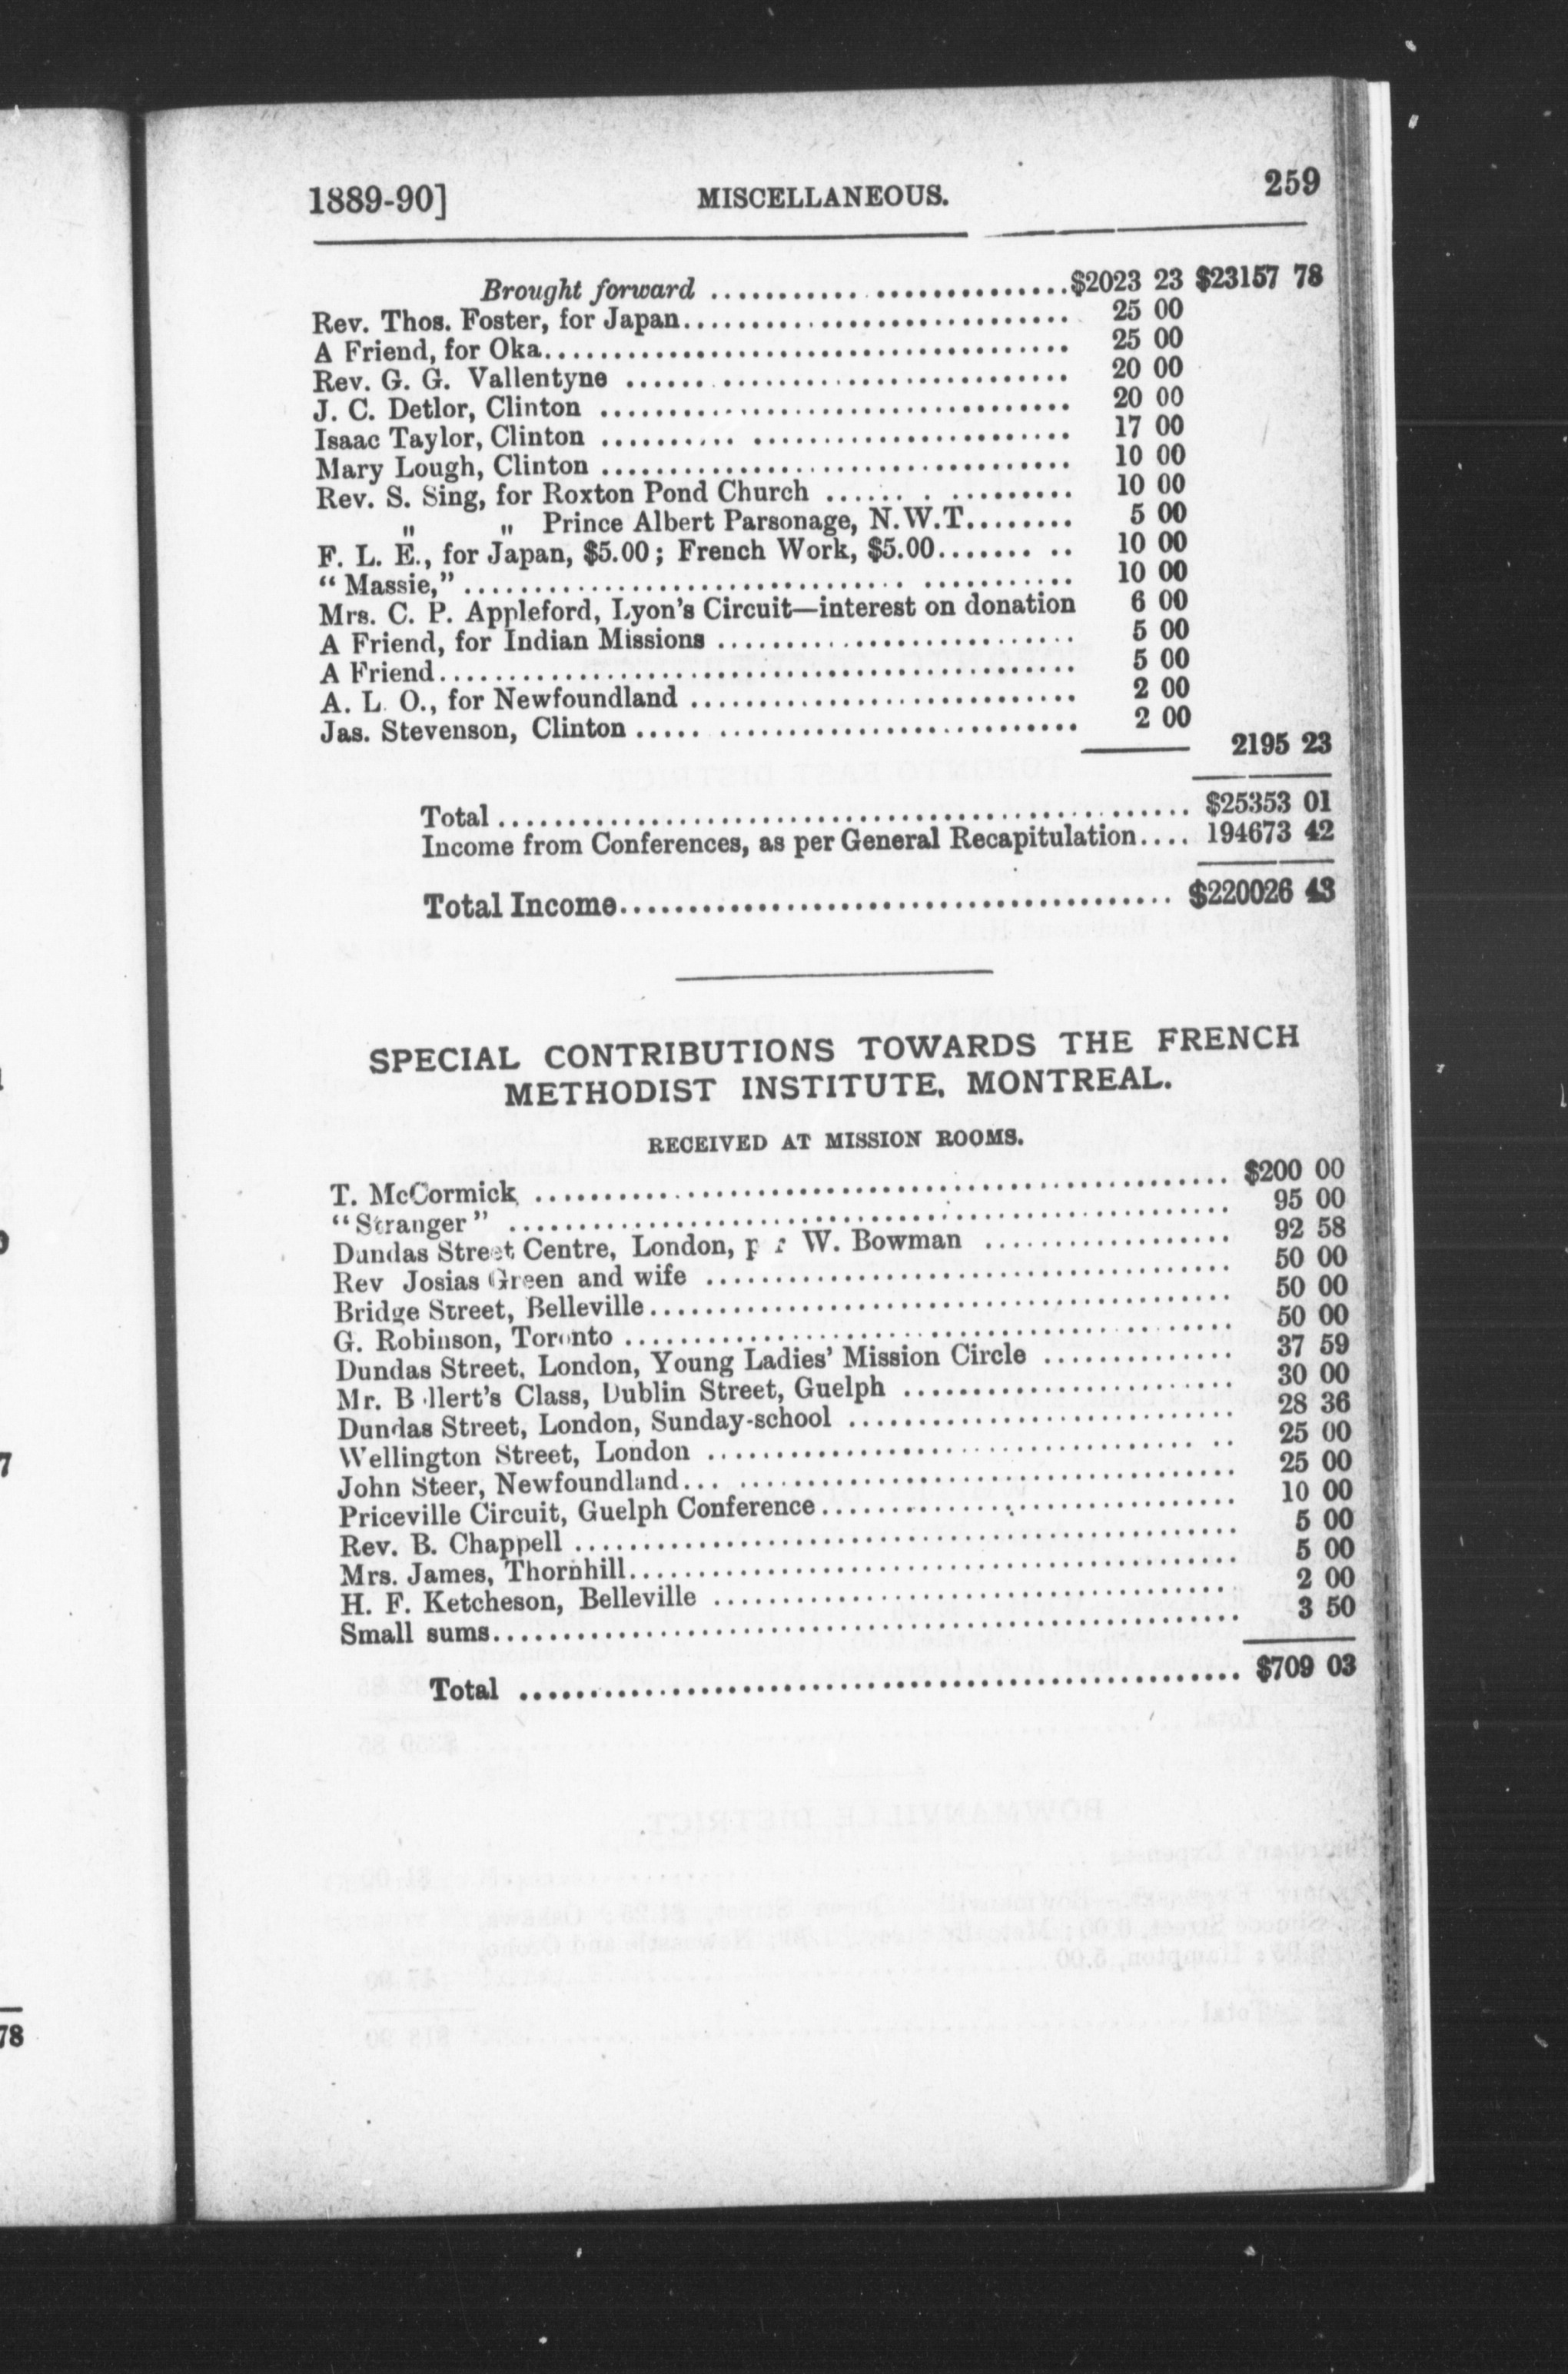 1889-90] MISCELLANEOUS. 259
Brought forward ............................$2023 23 $23157 78
Rev. Thos. Foster, for Japan............................ 25 00
A Friend, for Oka...................................... 25 00
Rev. G. G. Vallentyne ................................ 20 00
J. C. Detlor, Clinton .................................. 20 00
Isaac Taylor, Clinton .................................. 17 00
Mary Lough, Clinton .................................. 10 00
Rev. S. Sing, for Roxton Pond Church .................. 10 00
" " Prince Albert Parsonage, N.W.T........ 5 00
F. L. E., for Japan, $5.00; French Work, $5.00......... 10 00
"Massie,"............................................ 10 00
Mrs. C. P. Appleford, Lyon's Circuit—interest on donation 6 00
A Friend, for Indian Missions .......................... 5 00
A Friend.............................................. 5 00
A. L. O., for Newfoundland ............................ 2 00
Jas. Stevenson, Clinton ................................ 2 00
2195 23
Total .................................................. $25353 01
Income from Conferences, as per General Recapitulation.... 194673 42
Total Income......................................... $220026 43
SPECIAL CONTRIBUTIONS TOWARDS THE FRENCH
METHODIST INSTITUTE, MONTREAL.
RECEIVED AT MISSION ROOMS.
T. McCormick .................................................. $200 00
"Stranger" .................................................... 95 00
Dundas Street Centre, London, per W. Bowman .................. 92 58
Rev Josias Green and wife ...................................... 50 00
Bridge Street, Belleville.......................................... 50 00
G. Robinson, Toronto .......................................... 50 00
Dundas Street, London, Young Ladies' Mission Circle .............. 37 59
Mr. B llert's Class, Dublin Street, Guelph ........................ 30 00
Dundas Street, London, Sunday-school ............................ 28 36
Wellington Street, London ...................................... 25 00
John Steer, Newfoundland........................................ 25 00
Priceville Circuit, Guelph Conference.............................. 10 00
Rev. B. Chappell ................................................ 5 00
Mrs. James, Thornhill............................................ 5 00
H. F. Ketcheson, Belleville ...................................... 2 00
Small sums...................................................... 3 50
Total .................................................... $709 03
7
78